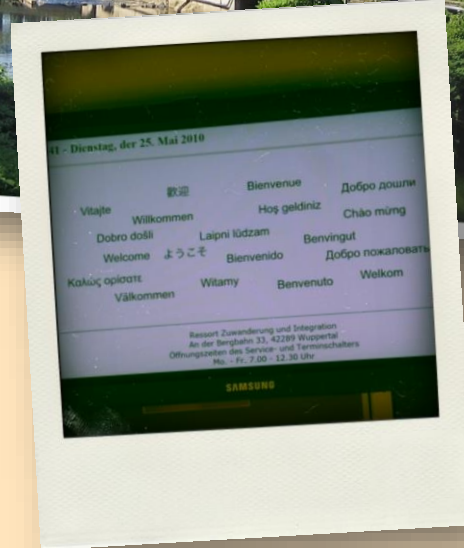 - Dienstag, der 25. Mai 2010
歡迎 Bienvenue Добро дошли
Vitajte Willkommen Hoş geldiniz Chào mừng
Dobro došli Laipni lūdzam Benvingut
Welcome ようこそ Bienvenido Добро пожаловать
Καλώς ορίσατε Witamy Benvenuto Welkom
Välkommen
Ressort Zuwanderung und Integration
An der Bergbahn 33, 42289 Wuppertal
Öffnungszeiten des Service- und Terminschalters
Mo. - Fr. 7.00 - 12.30 Uhr
SAMSUNG